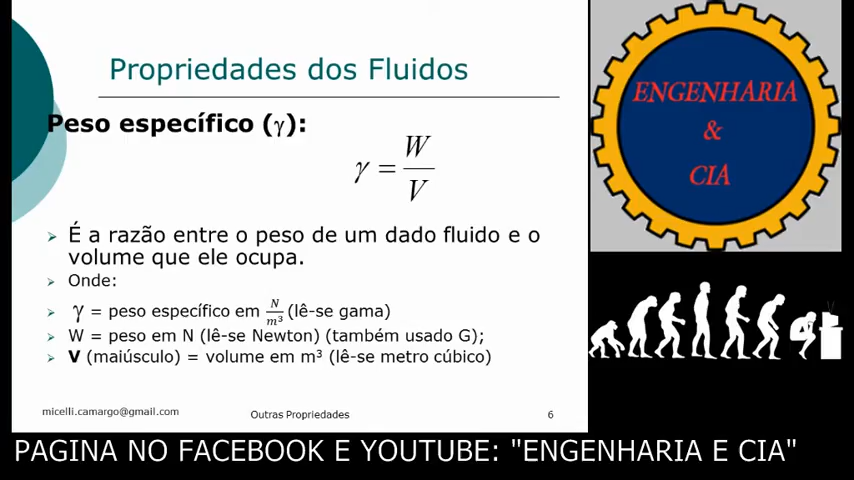 Propriedades dos Fluidos
Peso específico (γ):
γ = W/V
É a razão entre o peso de um dado fluido e o
volume que ele ocupa.
Onde:
γ = peso específico em N/m³ (lê-se gama)
W = peso em N (lê-se Newton) (também usado G);
V (maiúsculo) = volume em m³ (lê-se metro cúbico)
micelli.camargo@gmail.com
Outras Propriedades
6
ENGENHARIA
&
CIA
PAGINA NO FACEBOOK E YOUTUBE: "ENGENHARIA E CIA"